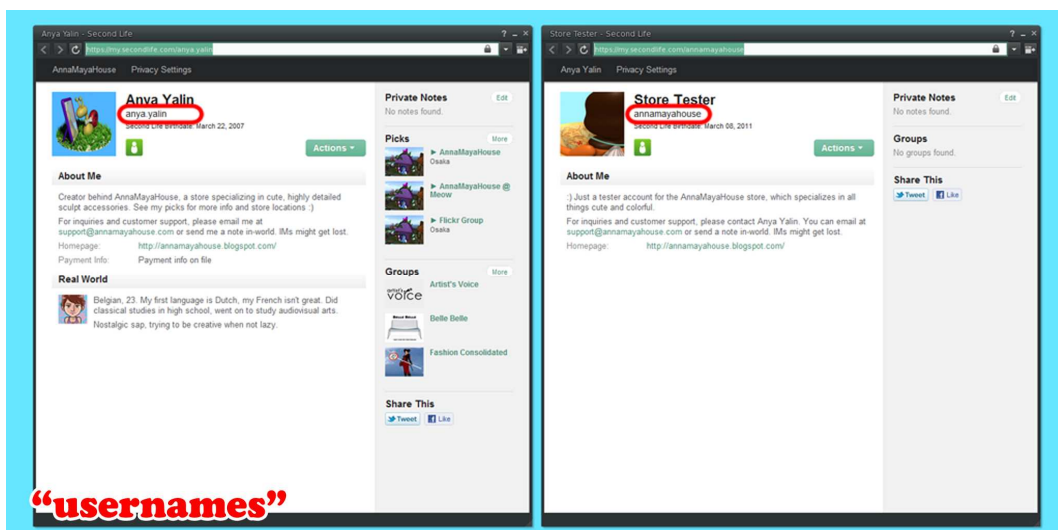 Anya Yalin - Second Life
? _ ×
https://my.secondlife.com/anya.yalin
AnnaMayaHouse Privacy Settings
Anya Yalin
anya.yalin
Second Life Birthdate: March 22, 2007
Actions
About Me
Creator behind AnnaMayaHouse, a store specializing in cute, highly detailed
sculpt accessories. See my picks for more info and store locations :)
For inquiries and customer support, please email me at
support@annamayahouse.com or send me a note in-world. IMs might get lost.
Homepage: http://annamayahouse.blogspot.com/
Payment Info: Payment info on file
Real World
Belgian, 23. My first language is Dutch, my French isn't great. Did
classical studies in high school, went on to study audiovisual arts.
Nostalgic sap, trying to be creative when not lazy.
Private Notes Edit
No notes found.
Picks More
► AnnaMayaHouse
Osaka
► AnnaMayaHouse @
Meow
► Flickr Group
Osaka
Groups More
artist's
voice
Artist's Voice
Belle Belle
Fashion Consolidated
Share This
Tweet Like
Store Tester - Second Life
? _ ×
https://my.secondlife.com/annamayahouse
Anya Yalin Privacy Settings
Store Tester
annamayahouse
Second Life Birthdate: March 08, 2011
Actions
About Me
:) Just a tester account for the AnnaMayaHouse store, which specializes in all
things cute and colorful.
For inquiries and customer support, please contact Anya Yalin. You can email at
support@annamayahouse.com or send a note in-world. IMs might get lost.
Homepage: http://annamayahouse.blogspot.com/
Private Notes Edit
No notes found.
Groups
No groups found.
Share This
Tweet Like
“usernames”